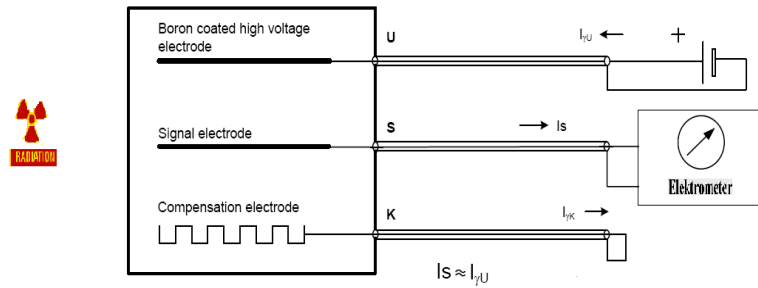 Boron coated high voltage
electrode
U
IγU
+
Signal electrode
S
Is
RADIATION
Elektrometer
Compensation electrode
K
IγK
Is ≈ IγU